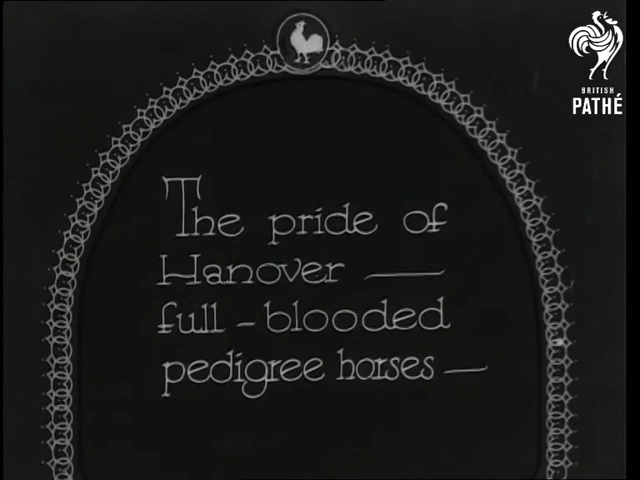 BRITISH
PATHÉ
The pride of
Hanover —
full - blooded
pedigree horses —